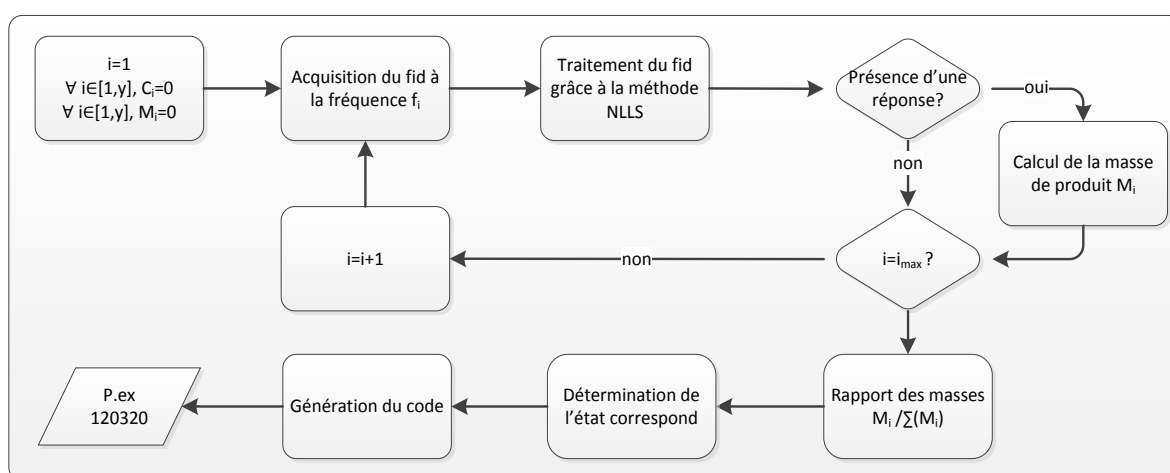 i=1
∀ i∈[1,y], Cᵢ=0
∀ i∈[1,y], Mᵢ=0
Acquisition du fid à
la fréquence fᵢ
Traitement du fid
grâce à la méthode
NLLS
Présence d’une
réponse?
oui
Calcul de la masse
de produit Mᵢ
non
i=iₘₐₓ ?
non
i=i+1
Rapport des masses
Mᵢ /∑(Mᵢ)
Détermination de
l’état correspond
Génération du code
P.ex
120320